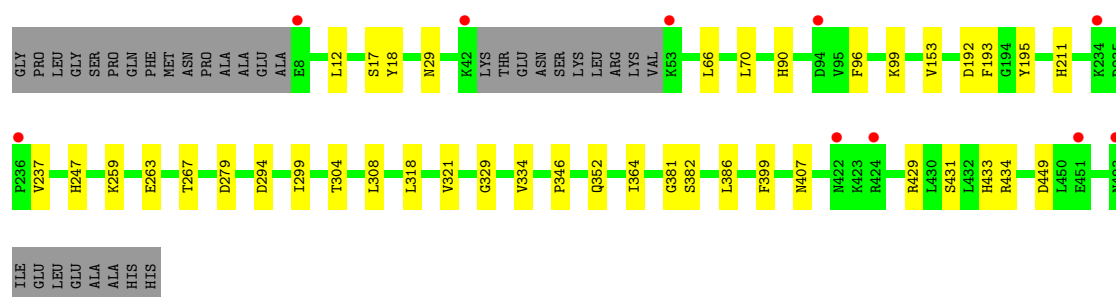 GLY PRO LEU GLY SER PRO GLN PHE MET ASN PRO ALA ALA GLU ALA E8 L12 S17 Y18 N29 K42 LYS THR GLU ASN SER LYS LEU ARG LYS VAL K53 L66 L70 H90 D94 V95 F96 K99 V153 D192 F193 G194 Y195 H211 K234
P236 V237 H247 K259 E263 T267 D279 D294 I299 T304 L308 L318 V321 G329 V334 P346 Q352 I364 G381 S382 L386 F399 N407 N422 K423 R424 R429 L430 S431 L432 H433 R434 D449 L450 E451
ILE GLU LEU GLU ALA ALA HIS HIS